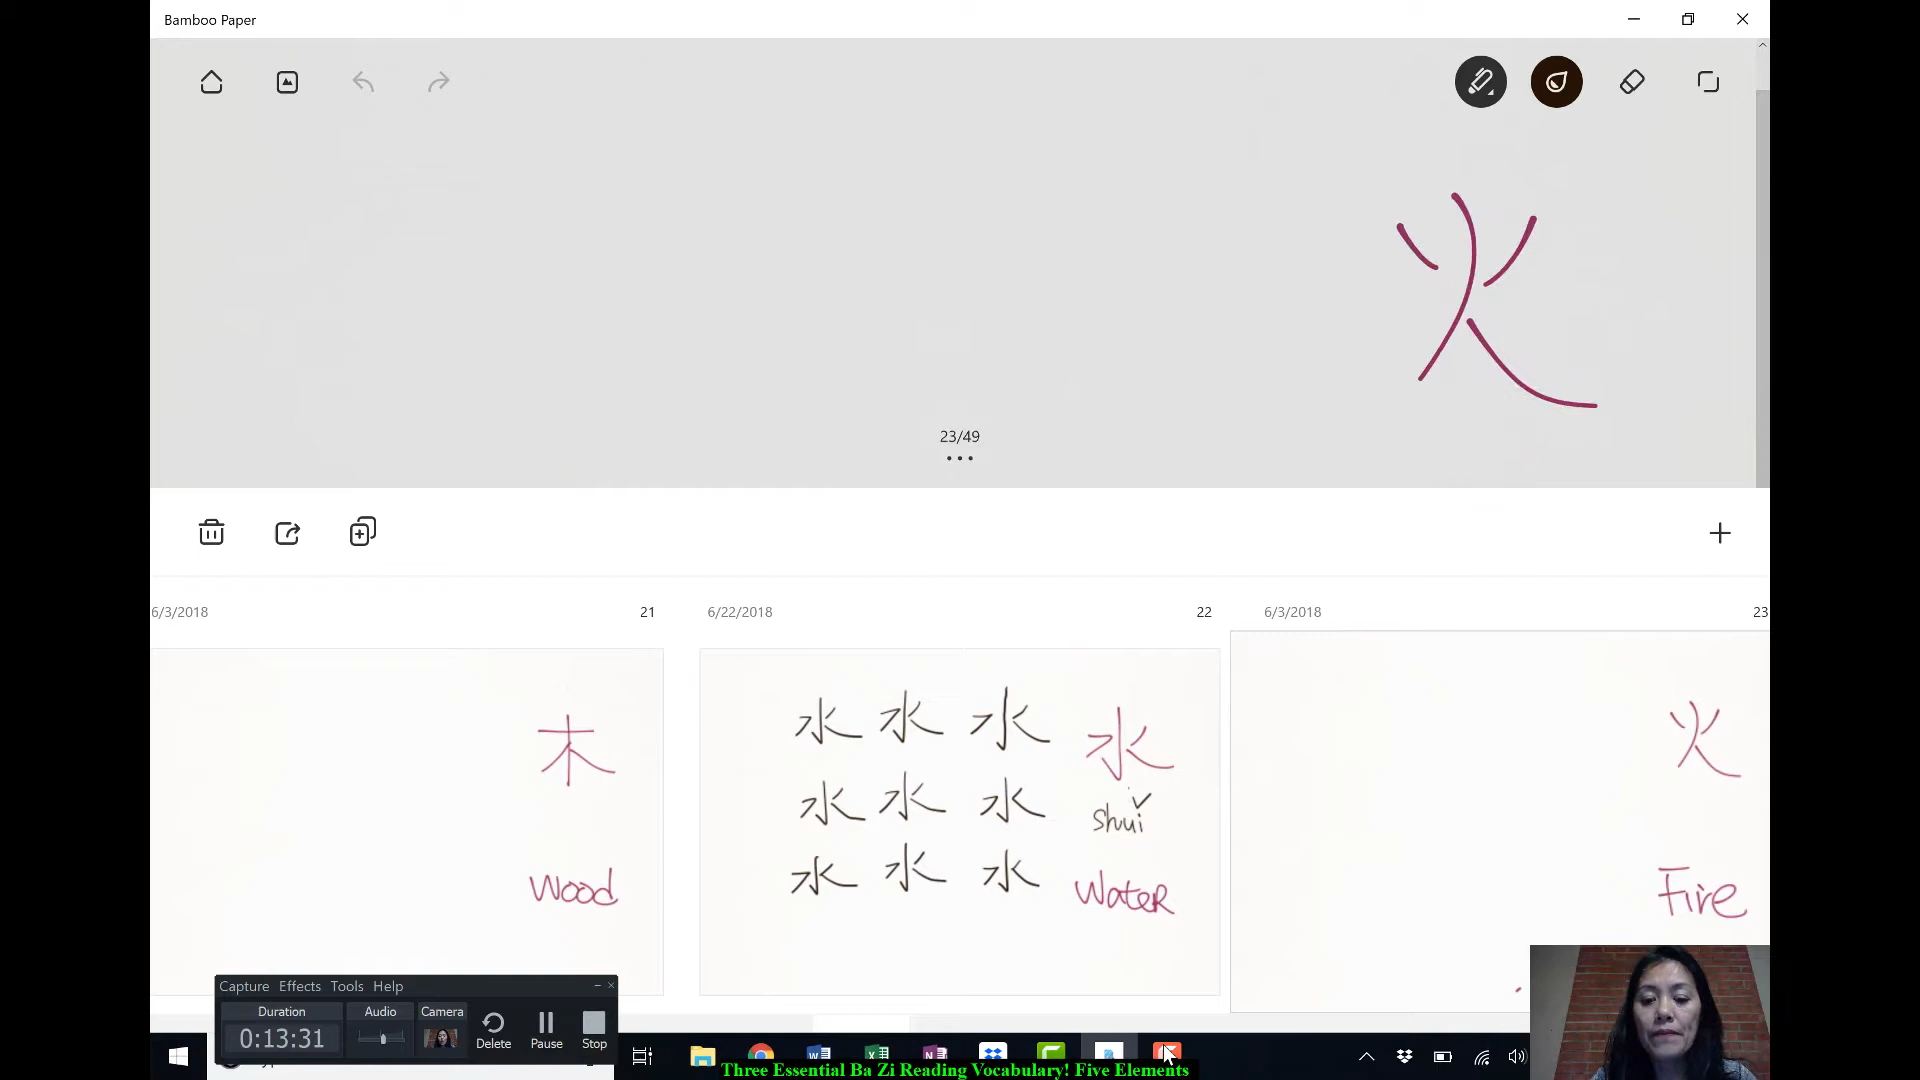 Bamboo Paper
火
23/49
6/3/2018 21 6/22/2018 22 6/3/2018 23
木
水 水 水 水
shuǐ
水 水 水
水 水 水
Wood
Water
Fire
火
Capture Effects Tools Help
Duration Audio Camera
0:13:31
Delete Pause Stop
Three Essential Ba Zi Reading Vocabulary! Five Elements